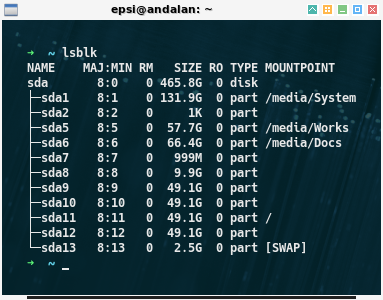 epsi@andalan: ~
➜  ~ lsblk
NAME    MAJ:MIN RM   SIZE RO TYPE MOUNTPOINT
sda       8:0    0 465.8G  0 disk
├─sda1    8:1    0 131.9G  0 part /media/System
├─sda2    8:2    0     1K  0 part
├─sda5    8:5    0  57.7G  0 part /media/Works
├─sda6    8:6    0  66.4G  0 part /media/Docs
├─sda7    8:7    0   999M  0 part
├─sda8    8:8    0   9.9G  0 part
├─sda9    8:9    0  49.1G  0 part
├─sda10   8:10   0  49.1G  0 part
├─sda11   8:11   0  49.1G  0 part /
├─sda12   8:12   0  49.1G  0 part
└─sda13   8:13   0   2.5G  0 part [SWAP]
➜  ~ _